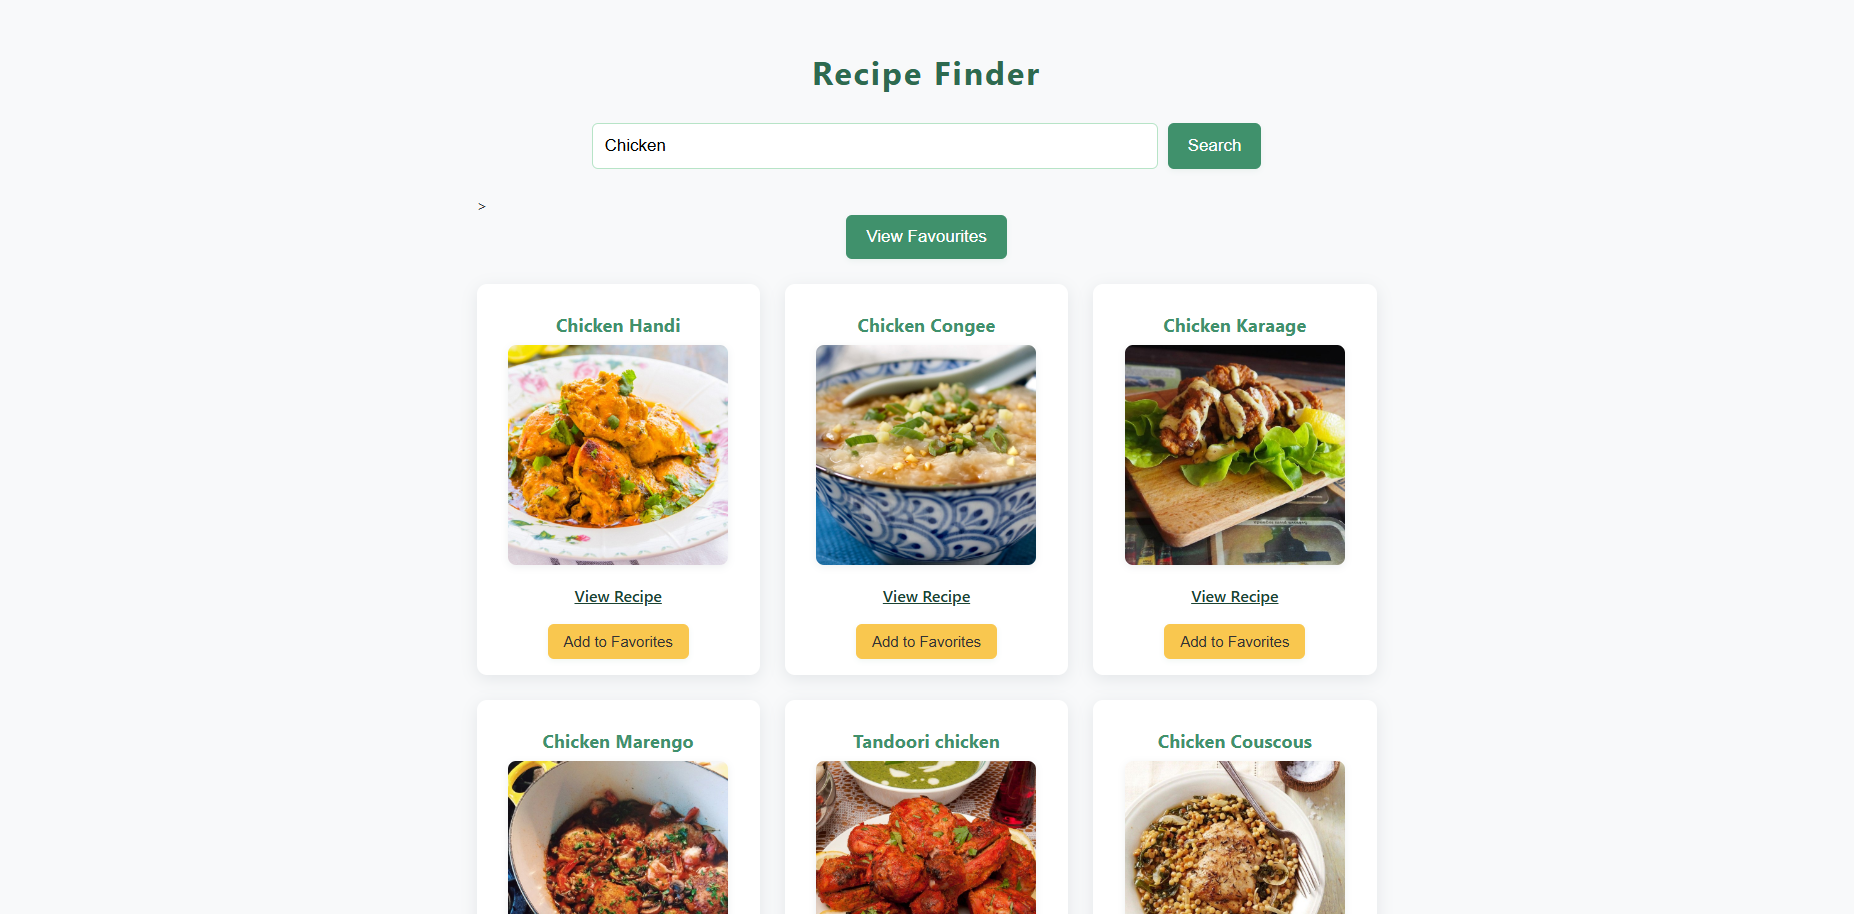 Recipe Finder
Chicken
Search
>
View Favourites
Chicken Handi
Chicken Congee
Chicken Karaage
View Recipe
View Recipe
View Recipe
Add to Favorites
Add to Favorites
Add to Favorites
Chicken Marengo
Tandoori chicken
Chicken Couscous